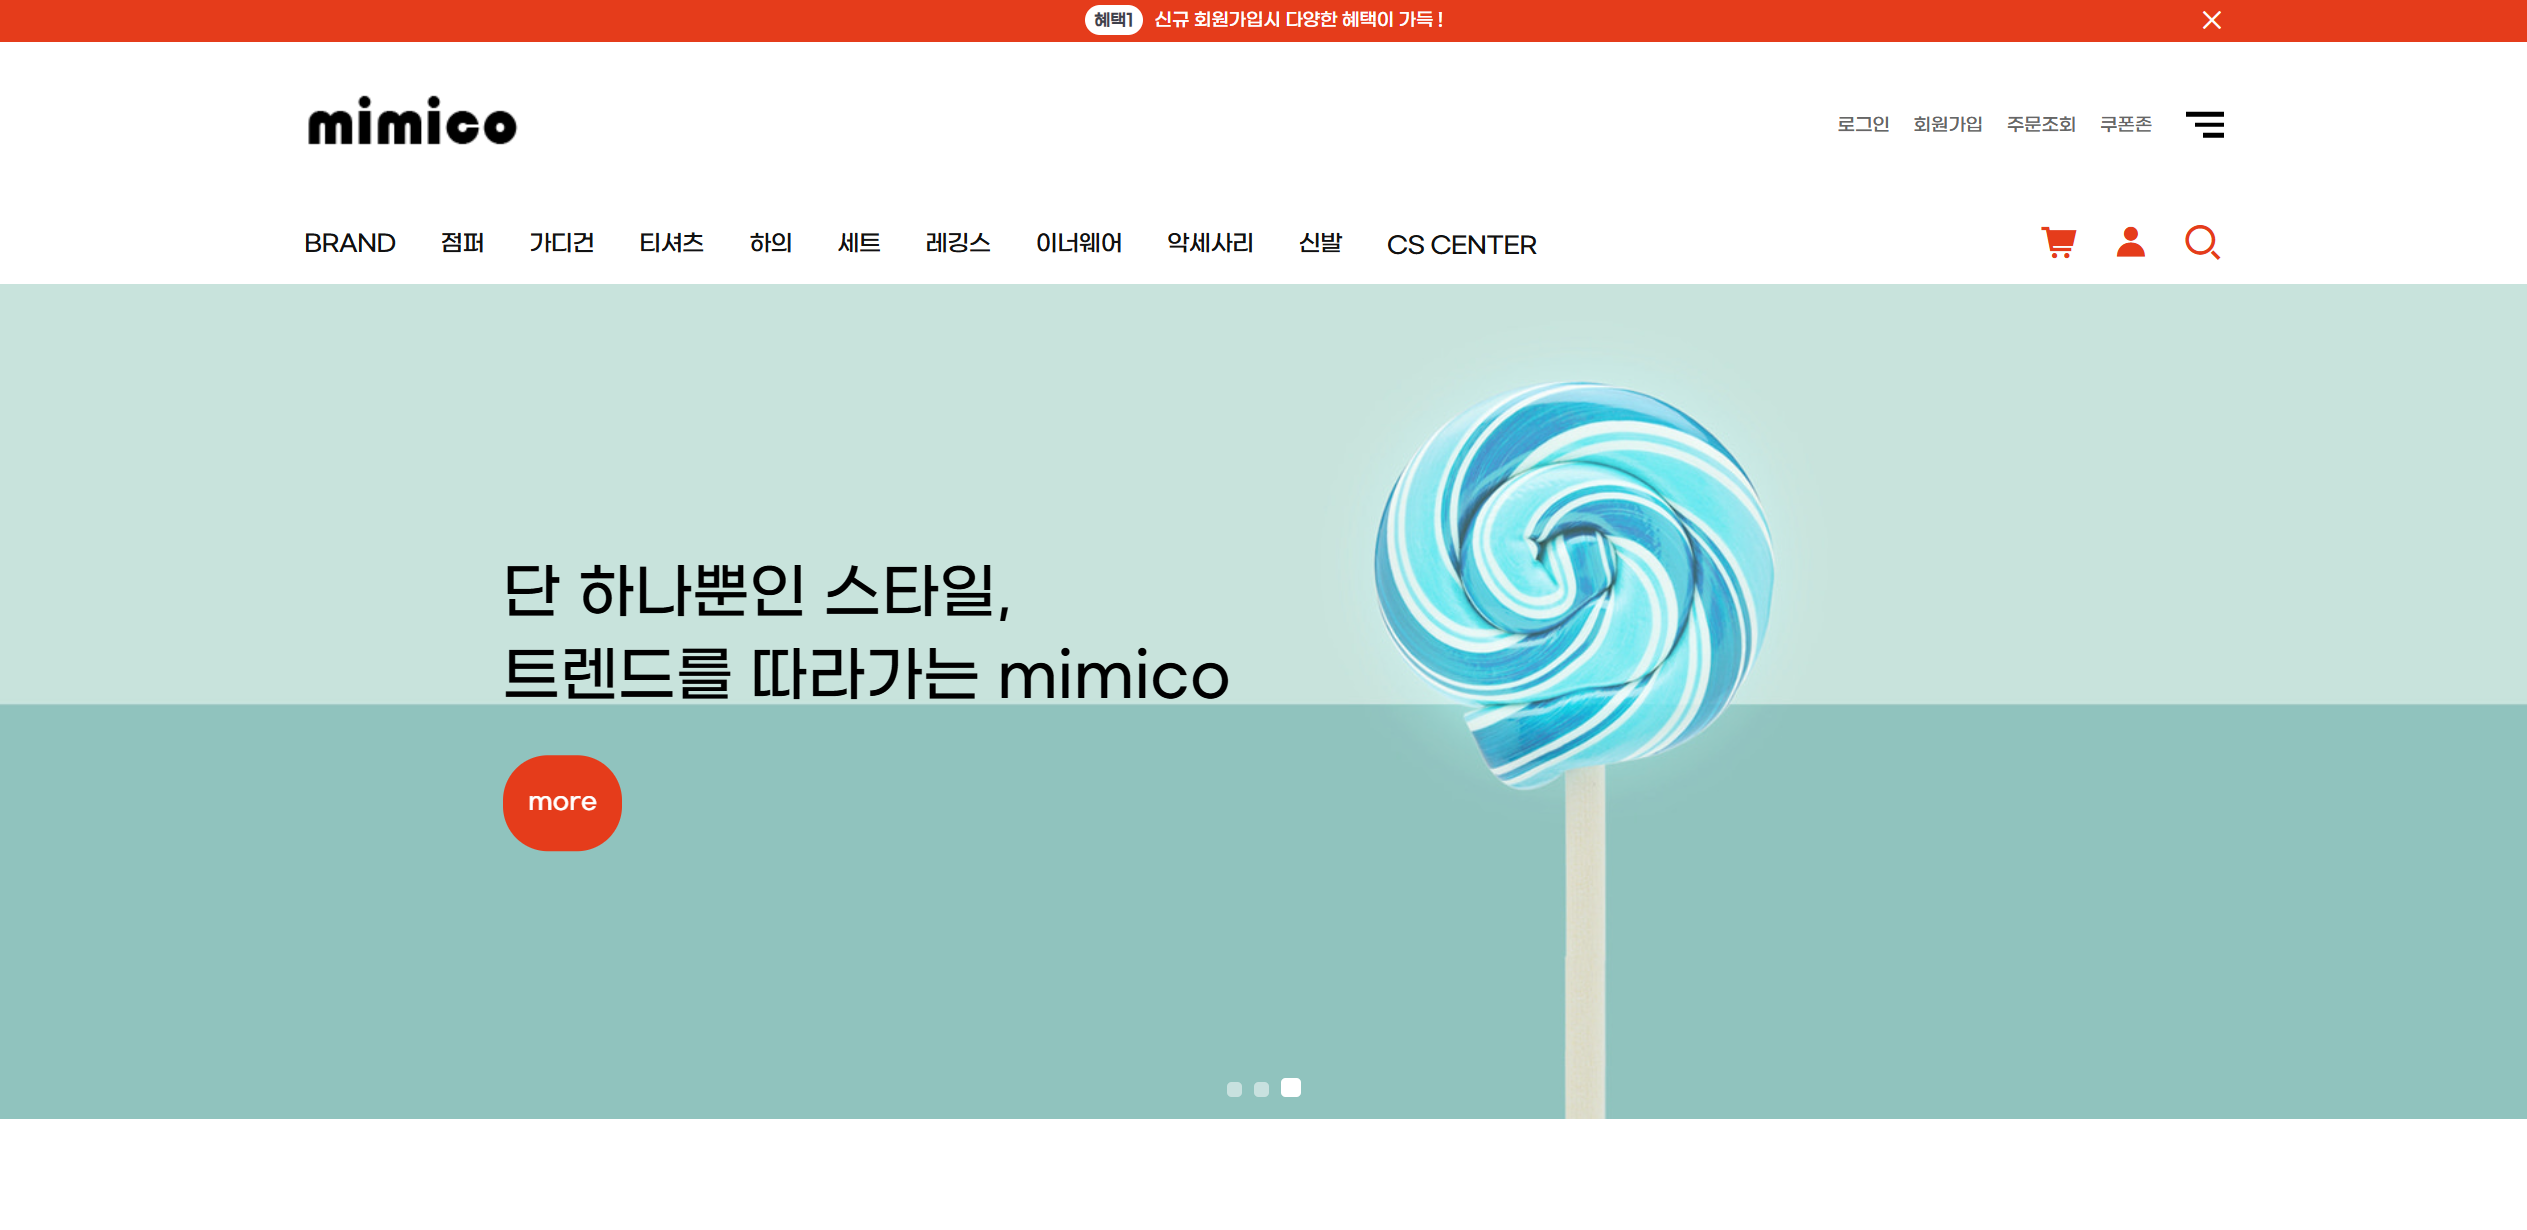 혜택1 신규 회원가입시 다양한 혜택이 가득 !
mimico
로그인 회원가입 주문조회 쿠폰존
BRAND 점퍼 가디건 티셔츠 하의 세트 레깅스 이너웨어 악세사리 신발 CS CENTER
단 하나뿐인 스타일,
트렌드를 따라가는 mimico
more